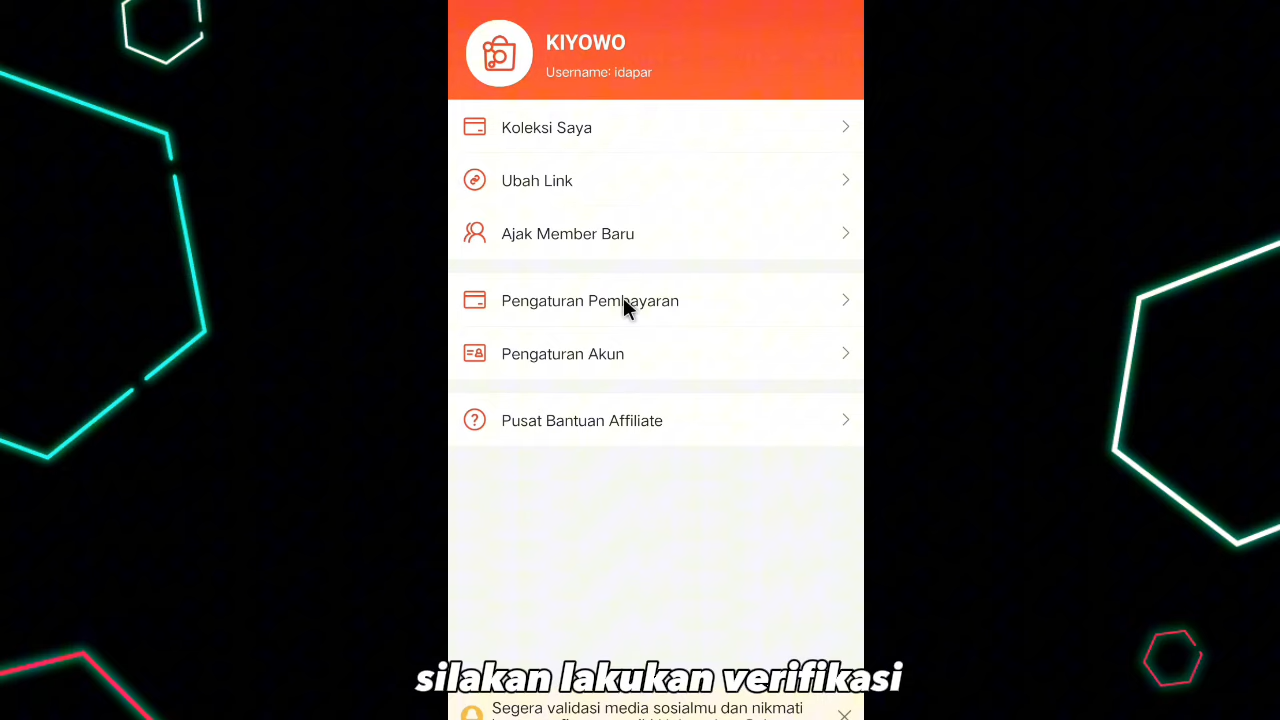 KIYOWO
Username: idapar
Koleksi Saya
Ubah Link
Ajak Member Baru
Pengaturan Pembayaran
Pengaturan Akun
Pusat Bantuan Affiliate
silakan lakukan verifikasi
Segera validasi media sosialmu dan nikmati